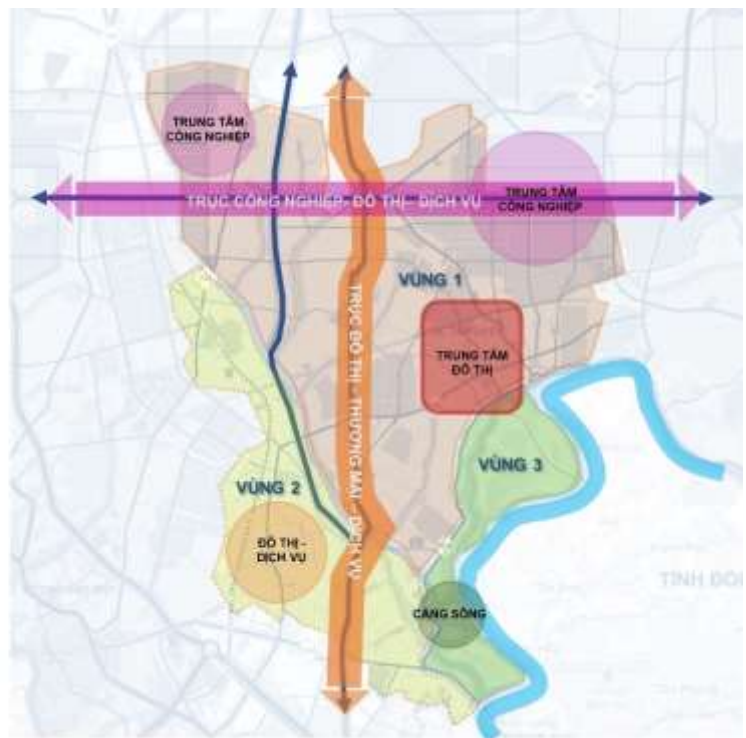 TRUNG TÂM
CÔNG NGHIỆP
TRUNG TÂM
CÔNG NGHIỆP
TRỤC CÔNG NGHIỆP- ĐÔ THỊ – DỊCH VỤ
VÙNG 1
TRỤC ĐÔ THỊ – THƯƠNG MẠI – DỊCH VỤ
TRUNG TÂM
ĐÔ THỊ
VÙNG 3
VÙNG 2
ĐÔ THỊ –
DỊCH VỤ
TỈNH ĐỒN
CẢNG SÔNG